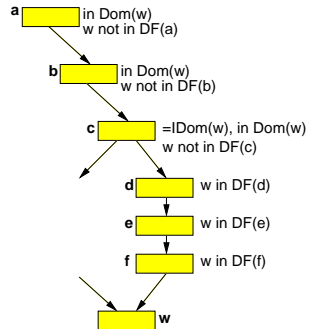 a in Dom(w)
w not in DF(a)
b in Dom(w)
w not in DF(b)
c =IDom(w), in Dom(w)
w not in DF(c)
d w in DF(d)
e w in DF(e)
f w in DF(f)
w